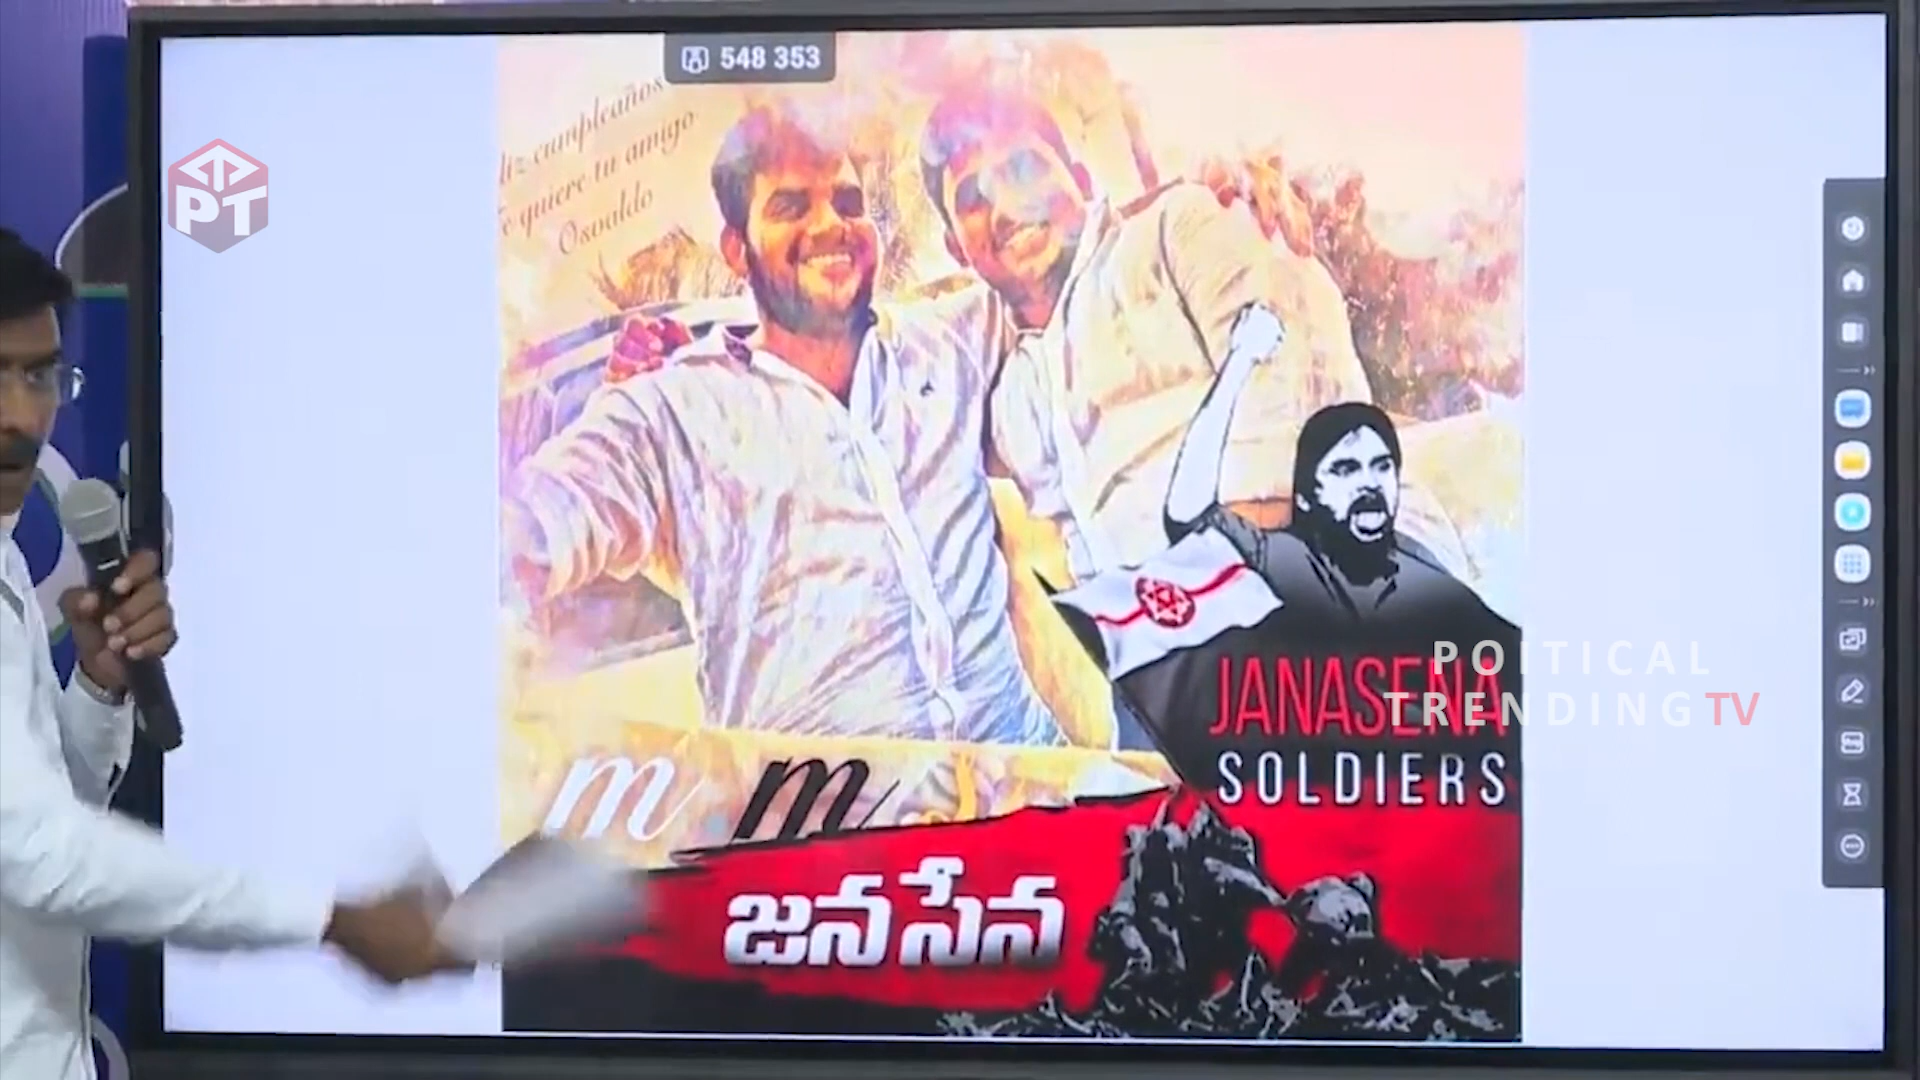 548 353
liz cumpleaños
e quiere tu amigo
Osvaldo
PT
JANASENA
SOLDIERS
POITICAL
TRENDING TV
m m
జన సేన